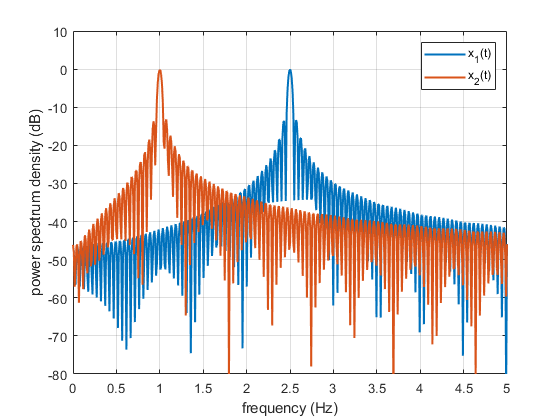 10
0
-10
-20
-30
-40
-50
-60
-70
-80
power spectrum density (dB)
x₁(t)
x₂(t)
0 0.5 1 1.5 2 2.5 3 3.5 4 4.5 5
frequency (Hz)